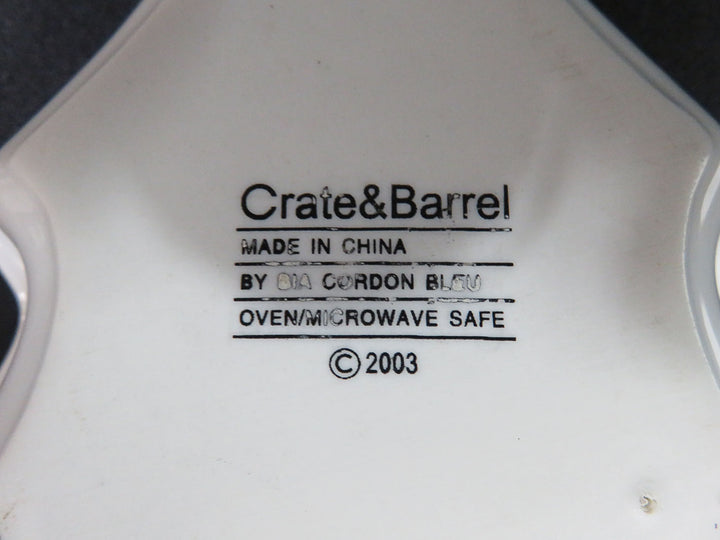 Crate&Barrel
MADE IN CHINA
BY BIA CORDON BLEU
OVEN/MICROWAVE SAFE
© 2003